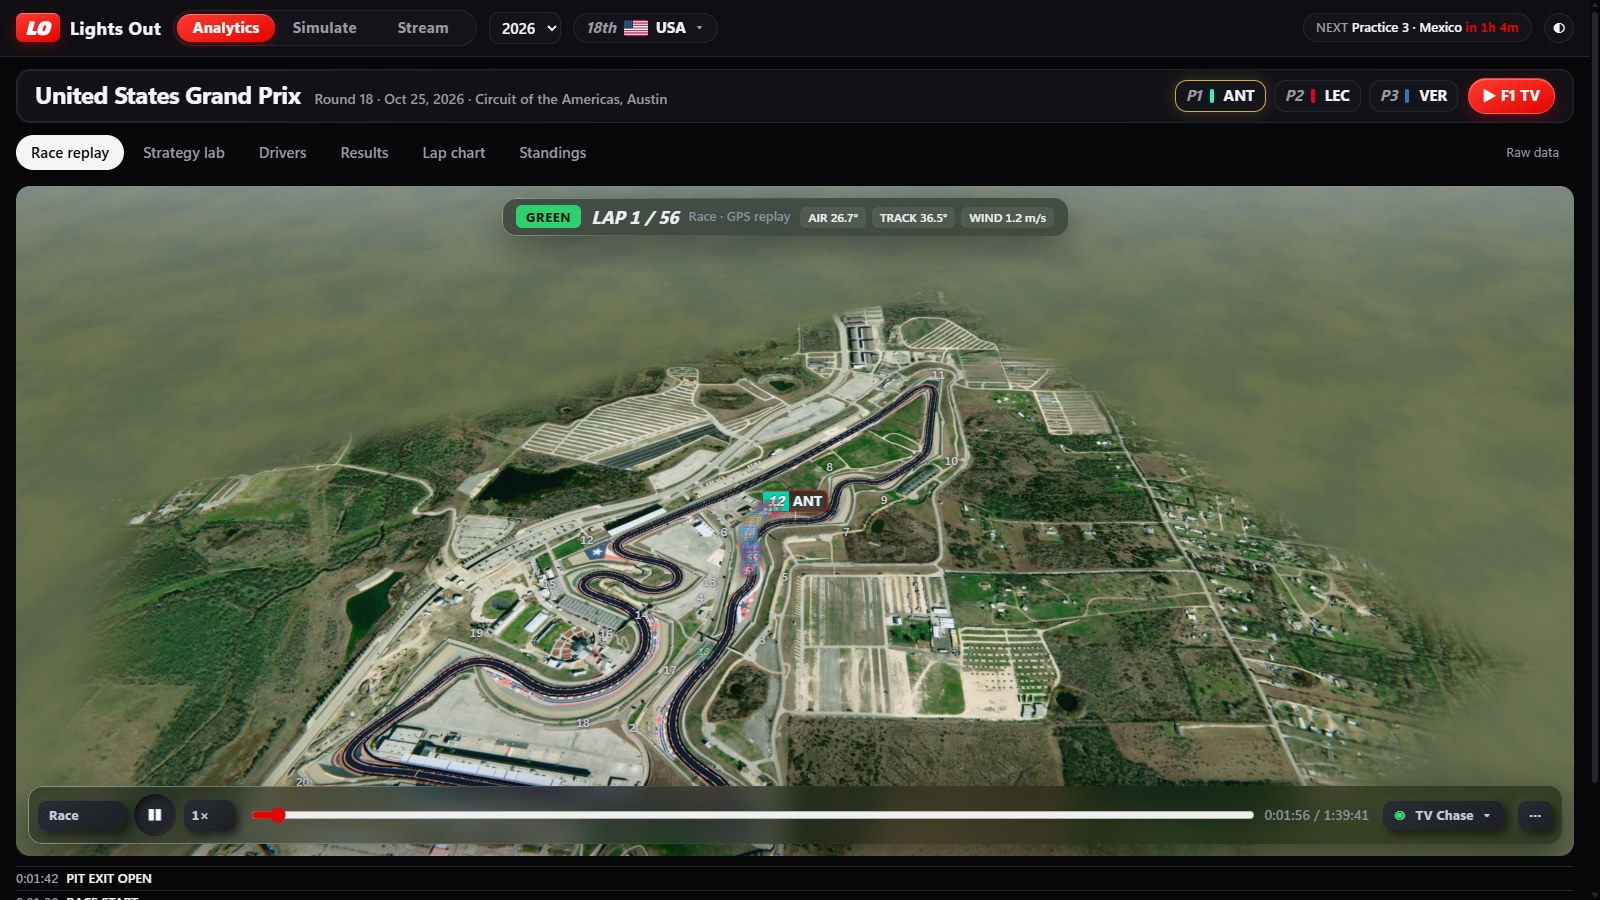 LO Lights Out Analytics Simulate Stream 2026 18th USA NEXT Practice 3 · Mexico in 1h 4m
United States Grand Prix Round 18 · Oct 25, 2026 · Circuit of the Americas, Austin P1 ANT P2 LEC P3 VER F1 TV
Race replay Strategy lab Drivers Results Lap chart Standings Raw data
GREEN LAP 1 / 56 Race · GPS replay AIR 26.7° TRACK 36.5° WIND 1.2 m/s
11
8
10
12 ANT
9
6
7
12
5
13
15
4
14
19
16
3
17
18
2
20
Race 1× 0:01:56 / 1:39:41 TV Chase ···
0:01:42 PIT EXIT OPEN